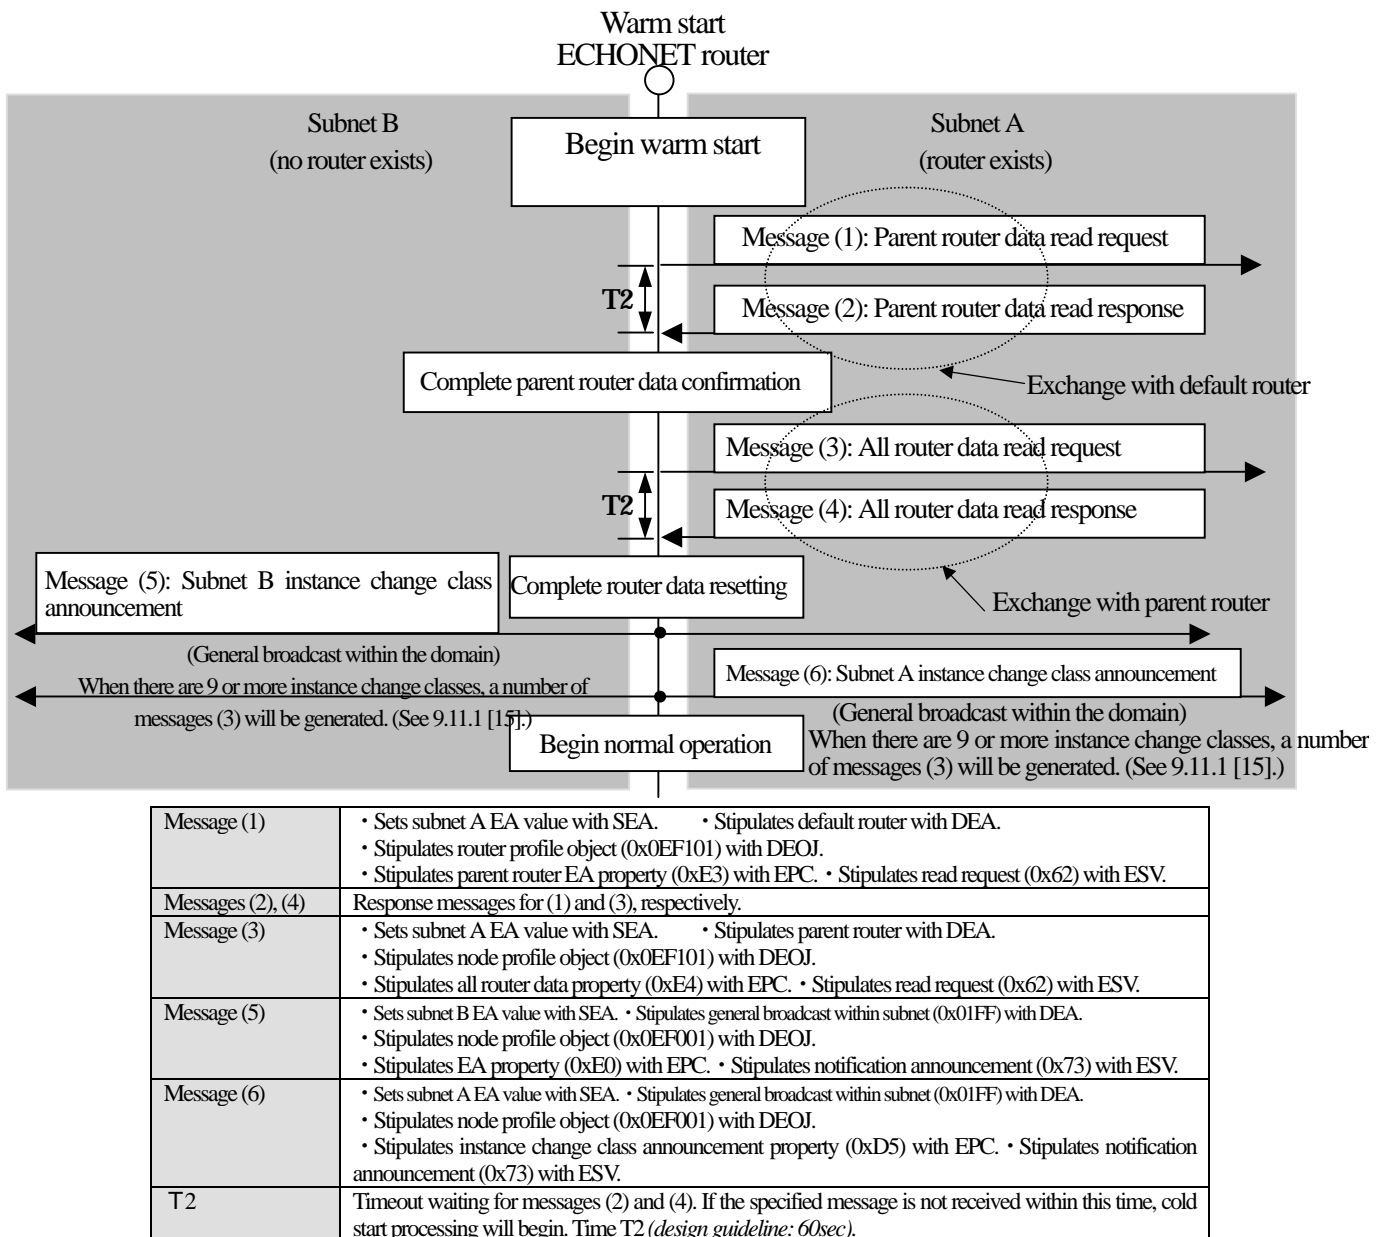 Warm start
ECHONET router
Subnet B
(no router exists)
Begin warm start
Subnet A
(router exists)
Message (1): Parent router data read request
T2
Message (2): Parent router data read response
Complete parent router data confirmation
Exchange with default router
Message (3): All router data read request
T2
Message (4): All router data read response
Message (5): Subnet B instance change class
announcement
Complete router data resetting
Exchange with parent router
(General broadcast within the domain)
When there are 9 or more instance change classes, a number of
messages (3) will be generated. (See 9.11.1 [15].)
Message (6): Subnet A instance change class announcement
(General broadcast within the domain)
When there are 9 or more instance change classes, a number
of messages (3) will be generated. (See 9.11.1 [15].)
Begin normal operation
Message (1)
・Sets subnet A EA value with SEA. ・Stipulates default router with DEA.
・Stipulates router profile object (0x0EF101) with DEOJ.
・Stipulates parent router EA property (0xE3) with EPC. ・Stipulates read request (0x62) with ESV.
Messages (2), (4)
Response messages for (1) and (3), respectively.
Message (3)
・Sets subnet A EA value with SEA. ・Stipulates parent router with DEA.
・Stipulates node profile object (0x0EF101) with DEOJ.
・Stipulates all router data property (0xE4) with EPC. ・Stipulates read request (0x62) with ESV.
Message (5)
・Sets subnet B EA value with SEA. ・Stipulates general broadcast within subnet (0x01FF) with DEA.
・Stipulates node profile object (0x0EF001) with DEOJ.
・Stipulates EA property (0xE0) with EPC. ・Stipulates notification announcement (0x73) with ESV.
Message (6)
・Sets subnet A EA value with SEA. ・Stipulates general broadcast within subnet (0x01FF) with DEA.
・Stipulates node profile object (0x0EF001) with DEOJ.
・Stipulates instance change class announcement property (0xD5) with EPC. ・Stipulates notification
announcement (0x73) with ESV.
T2
Timeout waiting for messages (2) and (4). If the specified message is not received within this time, cold
start processing will begin. Time T2 (design guideline: 60sec).